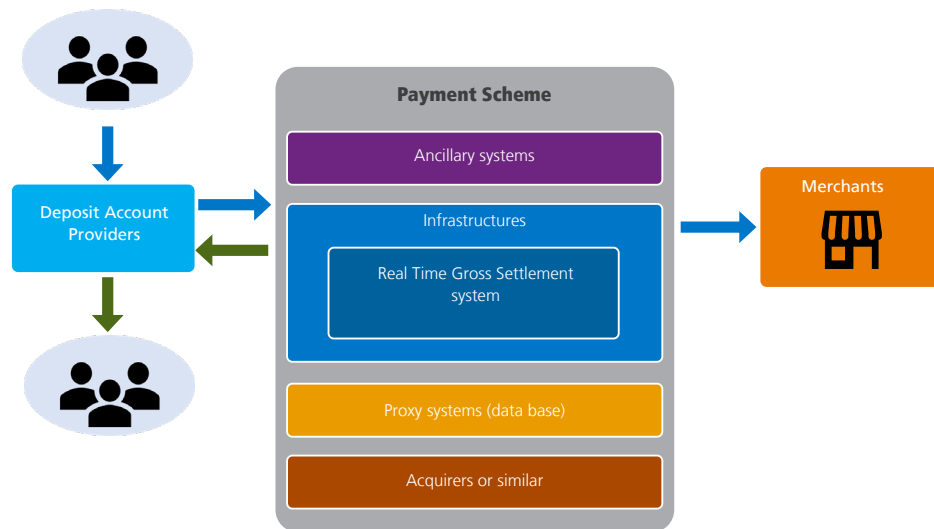 Payment Scheme
Ancillary systems
Deposit Account
Providers
Infrastructures
Real Time Gross Settlement
system
Merchants
Proxy systems (data base)
Acquirers or similar